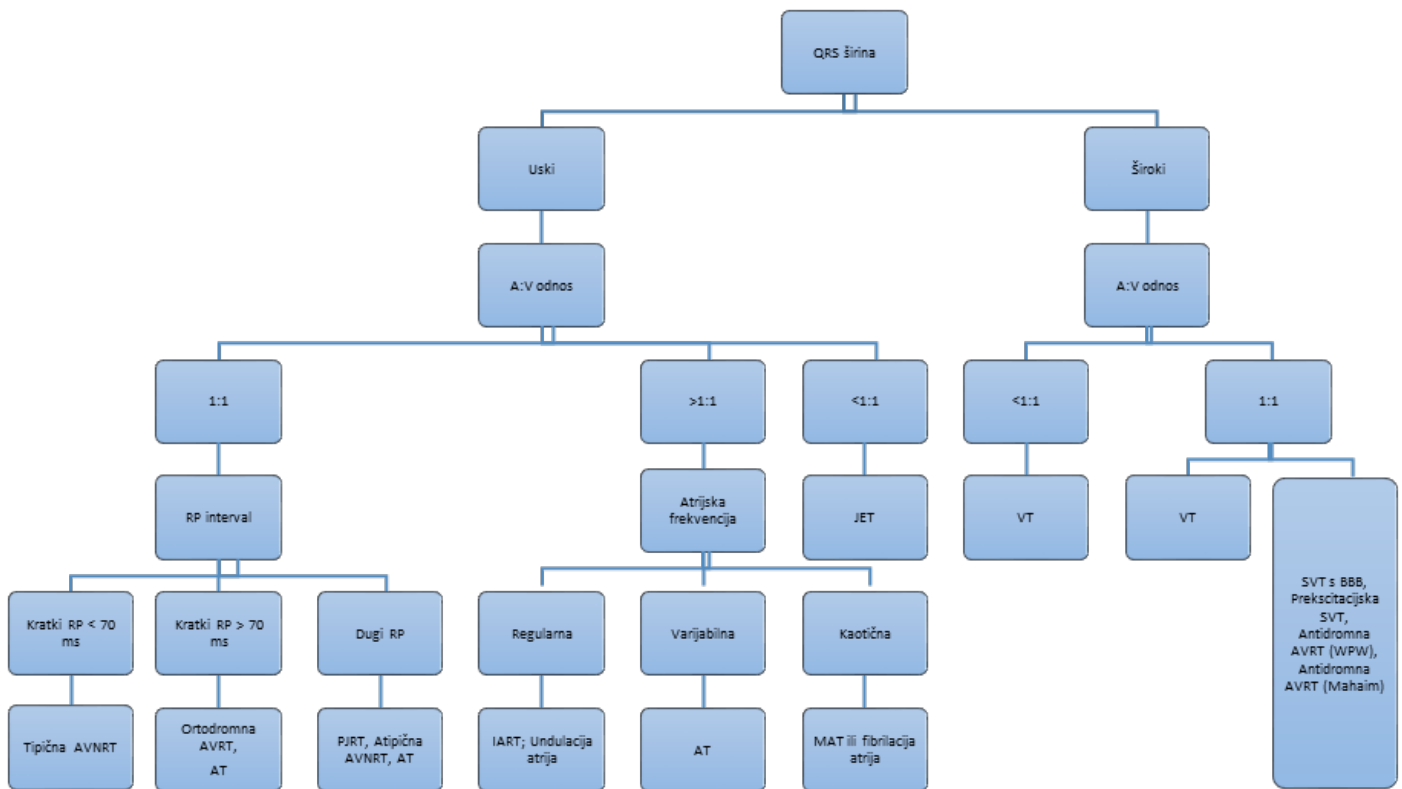 QRS širina
Uski
Široki
A:V odnos
A:V odnos
1:1
>1:1
<1:1
<1:1
1:1
RP interval
Atrijska
frekvencija
JET
VT
VT
SVT s BBB,
Prekscitacijska
SVT,
Antidromna
AVRT (WPW),
Antidromna
AVRT (Mahaim)
Kratki RP < 70
ms
Kratki RP > 70
ms
Dugi RP
Regularna
Varijabilna
Kaotična
Tipična AVNRT
Ortodromna
AVRT,
AT
PJRT, Atipična
AVNRT, AT
IART; Undulacija
atrija
AT
MAT ili fibrilacija
atrija